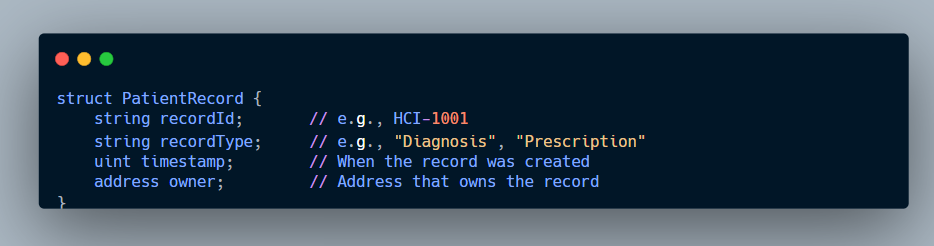 struct PatientRecord {
    string recordId;       // e.g., HCI-1001
    string recordType;     // e.g., "Diagnosis", "Prescription"
    uint timestamp;        // When the record was created
    address owner;         // Address that owns the record
}